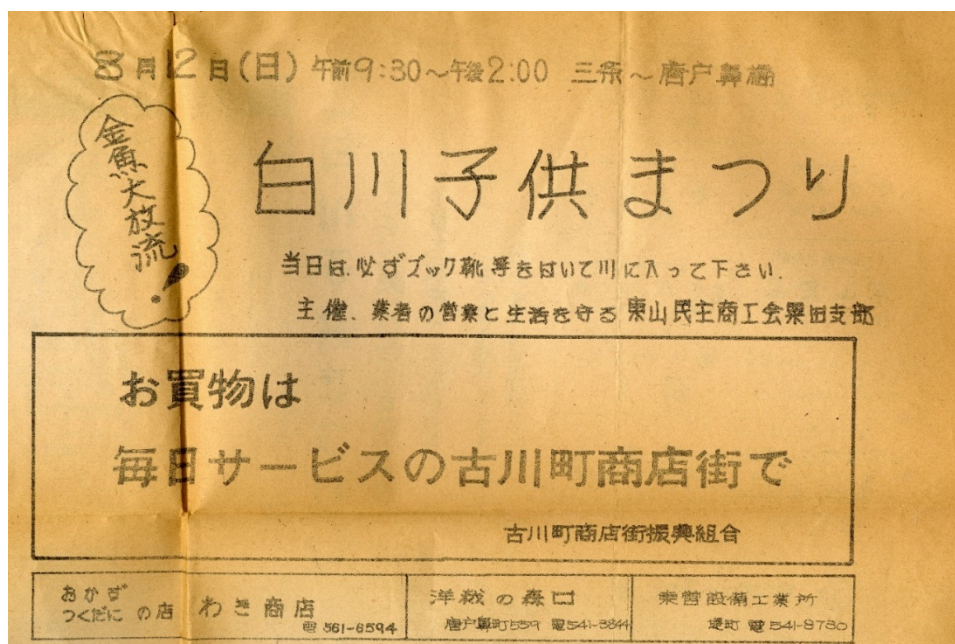 8月12日(日) 午前9:30~午後2:00 三条~唐戸鼻橋
金魚大放流!
白川子供まつり
当日は必ずズック靴等をはいて川に入って下さい.
主催、業者の営業と生活を守る 東山民主商工会粟田支部
お買物は
毎日サービスの古川町商店街で
古川町商店街振興組合
おかず
つくだに の店 わき商店
電 561-6594
洋裁の森口
唐戸鼻町559 電541-3844
栗営設備工業所
堤町 電541-8780